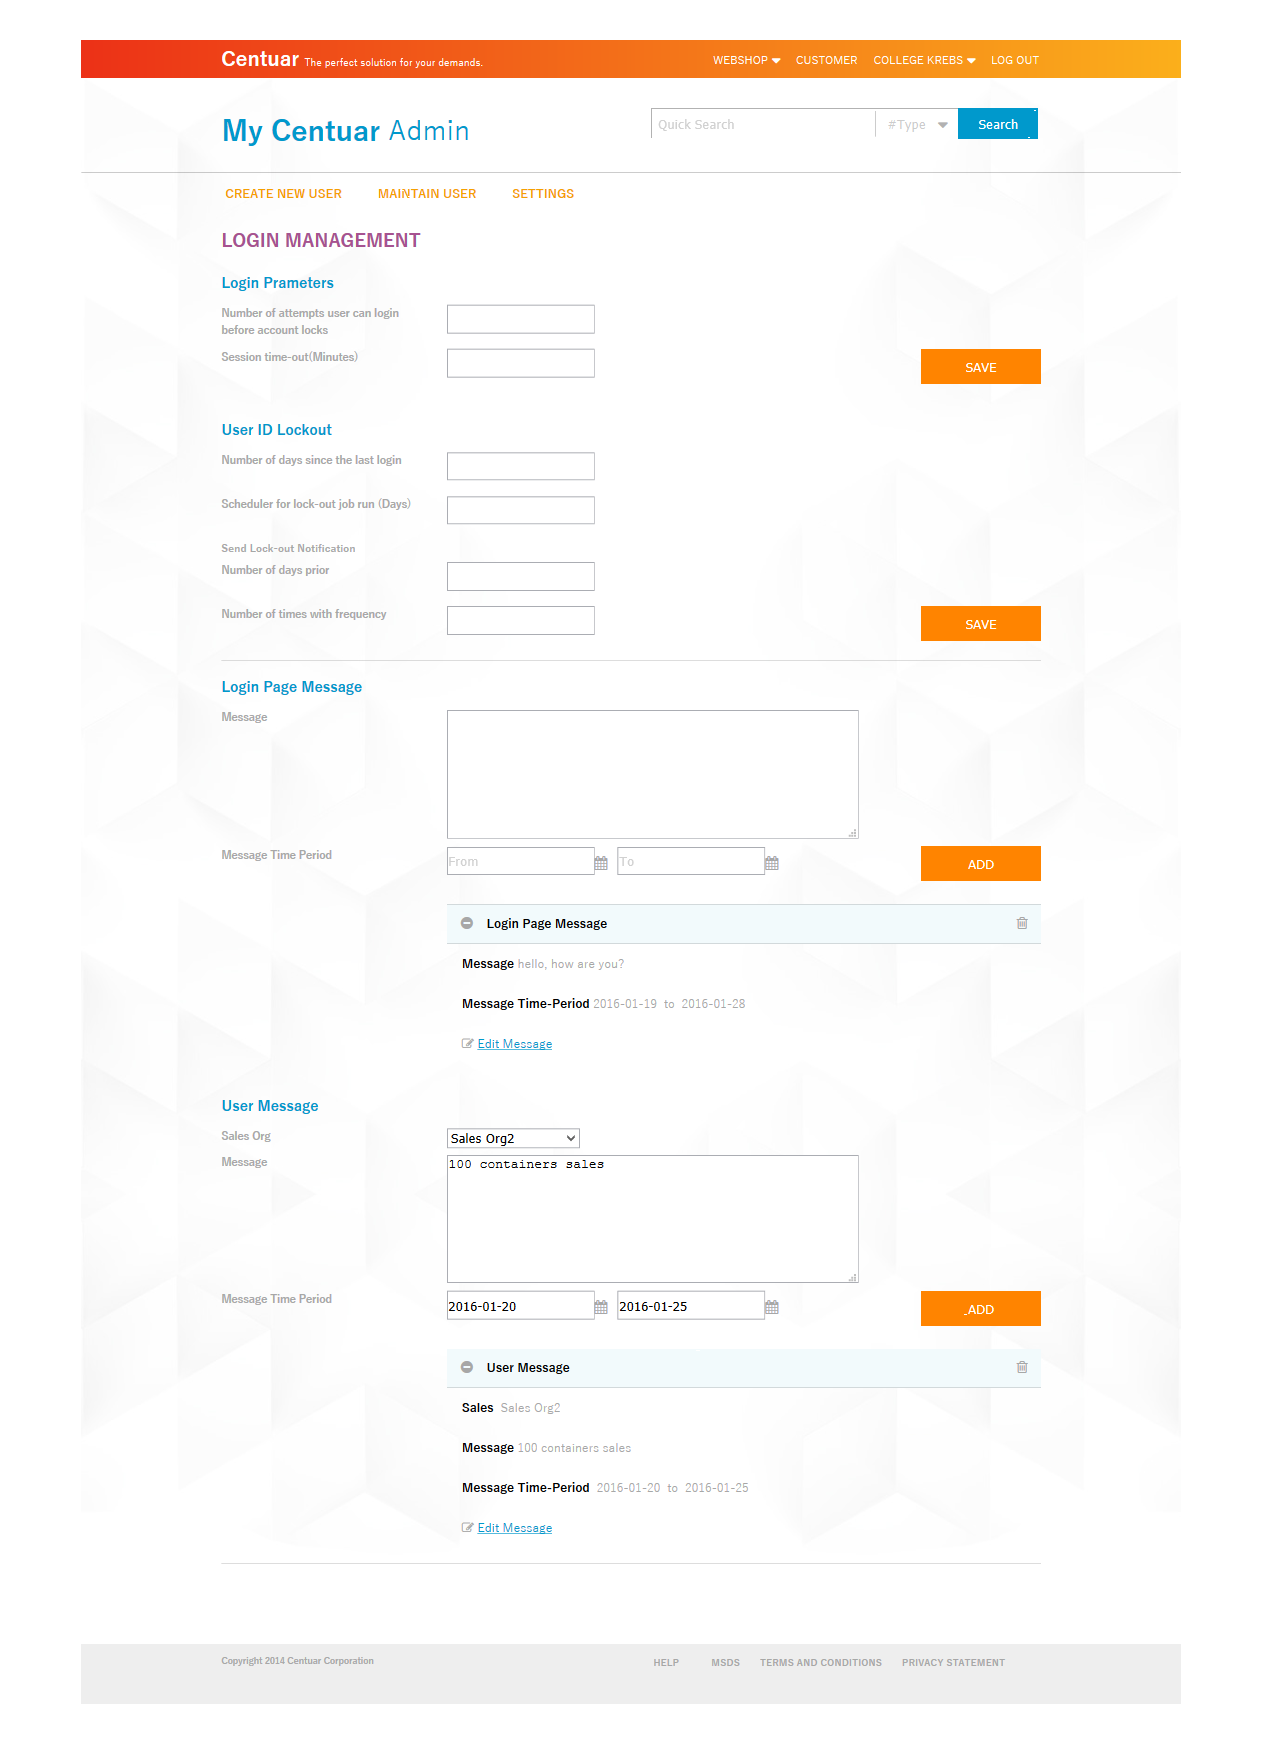 Centuar The perfect solution for your demands. WEBSHOP CUSTOMER COLLEGE KREBS LOG OUT
My Centuar Admin Quick Search #Type Search
CREATE NEW USER MAINTAIN USER SETTINGS
LOGIN MANAGEMENT
Login Prameters
Number of attempts user can login
before account locks
Session time-out(Minutes) SAVE
User ID Lockout
Number of days since the last login
Scheduler for lock-out job run (Days)
Send Lock-out Notification
Number of days prior
Number of times with frequency SAVE
Login Page Message
Message
Message Time Period From To ADD
Login Page Message
Message hello, how are you?
Message Time-Period 2016-01-19 to 2016-01-28
Edit Message
User Message
Sales Org Sales Org2
Message 100 containers sales
Message Time Period 2016-01-20 2016-01-25 ADD
User Message
Sales Sales Org2
Message 100 containers sales
Message Time-Period 2016-01-20 to 2016-01-25
Edit Message
Copyright 2014 Centuar Corporation HELP MSDS TERMS AND CONDITIONS PRIVACY STATEMENT